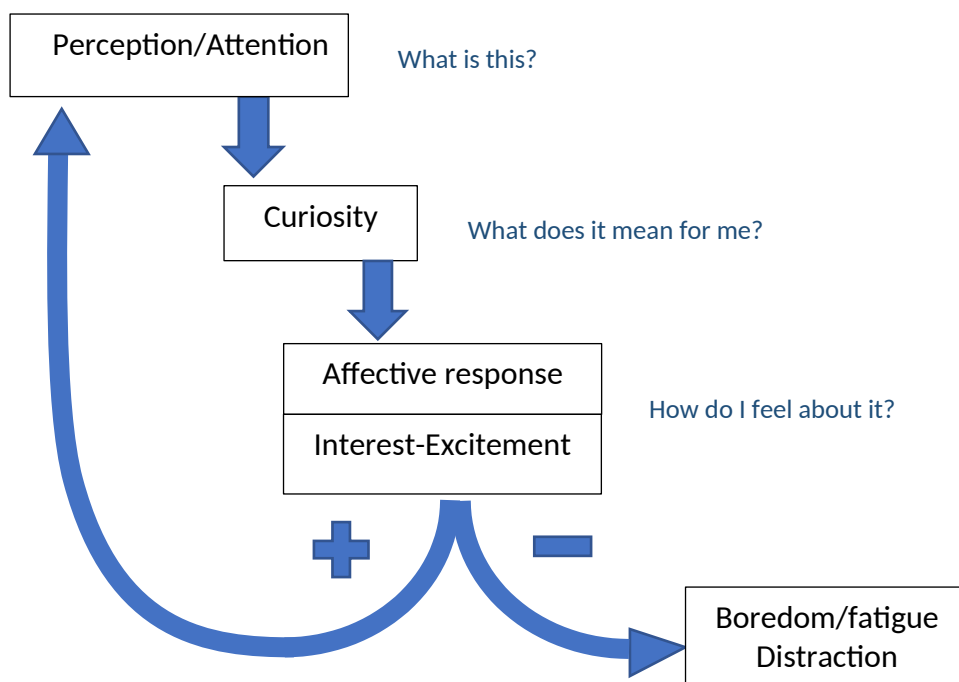 Perception/Attention
What is this?
Curiosity
What does it mean for me?
Affective response
How do I feel about it?
Interest-Excitement
Boredom/fatigue
Distraction